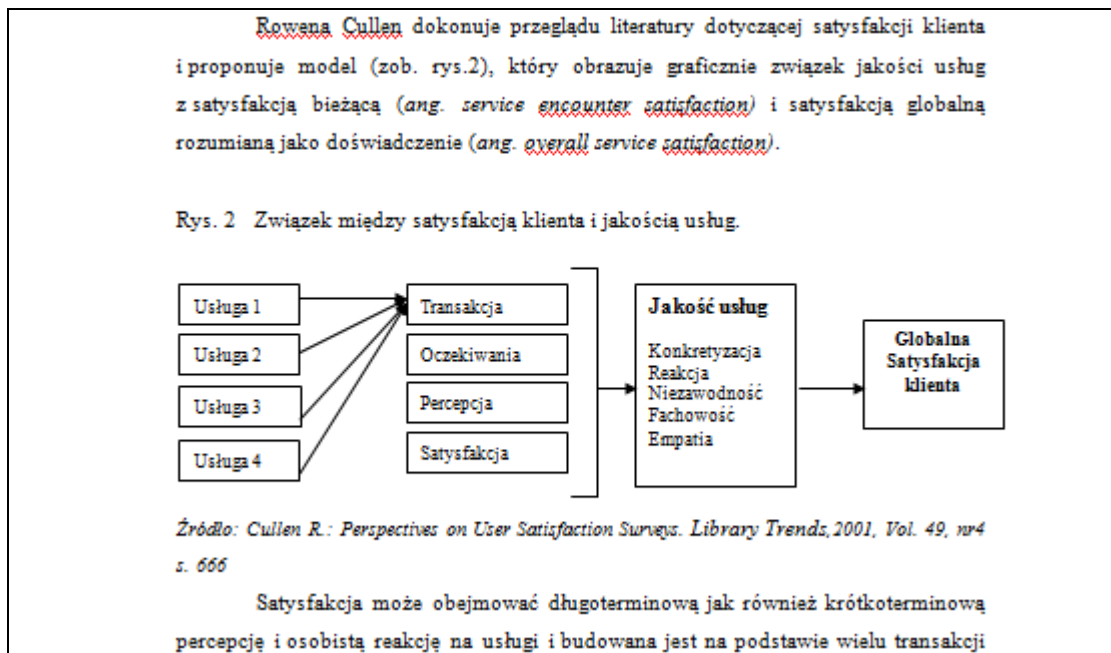 Rowena Cullen dokonuje przeglądu literatury dotyczącej satysfakcji klienta
i proponuje model (zob. rys.2), który obrazuje graficznie związek jakości usług
z satysfakcją bieżącą (ang. service encounter satisfaction) i satysfakcją globalną
rozumianą jako doświadczenie (ang. overall service satisfaction).
Rys. 2 Związek między satysfakcją klienta i jakością usług.
Usługa 1
Usługa 2
Usługa 3
Usługa 4
Transakcja
Oczekiwania
Percepcja
Satysfakcja
Jakość usług
Konkretyzacja
Reakcja
Niezawodność
Fachowość
Empatia
Globalna
Satysfakcja
klienta
Źródło: Cullen R.: Perspectives on User Satisfaction Surveys. Library Trends,2001, Vol. 49, nr4
s. 666
Satysfakcja może obejmować długoterminową jak również krótkoterminową
percepcję i osobistą reakcję na usługi i budowana jest na podstawie wielu transakcji